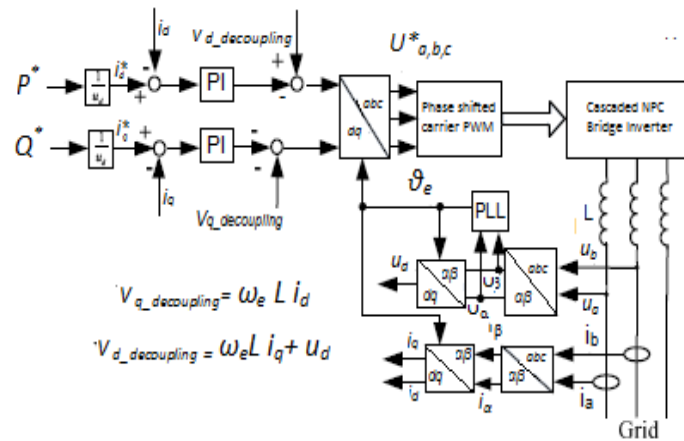 i_d
V_d_decoupling
U*_a,b,c
P*
1
u_d
i_d*
-
+
PI
+
-
abc
dq
Phase shifted
carrier PWM
Cascaded NPC
Bridge Inverter
Q*
1
u_d
i_q*
+
-
PI
-
-
i_q
V_q_decoupling
ϑ_e
PLL
L
u_d
αβ
dq
u_β
u_α
abc
αβ
u_b
u_a
V_q_decoupling = ω_e L i_d
V_d_decoupling = ω_e L i_q + u_d
i_q
i_d
αβ
dq
i_β
i_α
abc
αβ
i_b
i_a
Grid